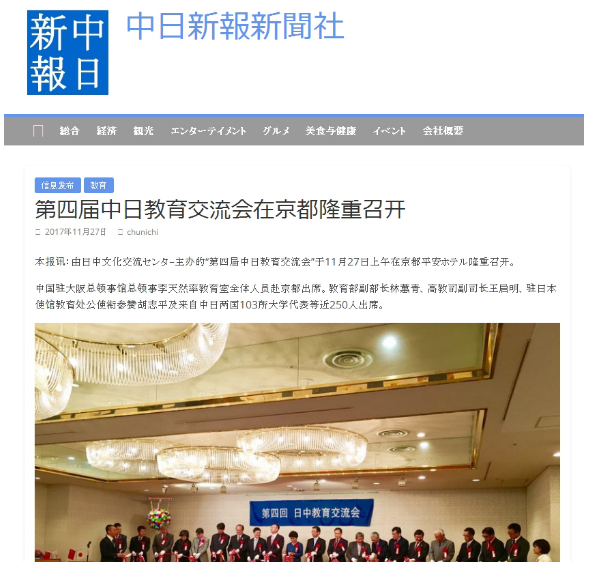 新中
報日
中日新報新聞社
総合 経済 観光 エンターテイメント グルメ 美食与健康 イベント 会社概要
信息发布 教育
第四届中日教育交流会在京都隆重召开
2017年11月27日 chunichi
本报讯：由日中文化交流センター主办的“第四届中日教育交流会”于11月27日上午在京都平安ホテル隆重召开。
中国驻大阪总领事馆总领事李天然率教育室全体人员赴京都出席。教育部副部长林蕙青、高教司副司长王启明、驻日本
使馆教育处公使衔参赞胡志平及来自中日两国103所大学代表等近250人出席。
第四回 日中教育交流会